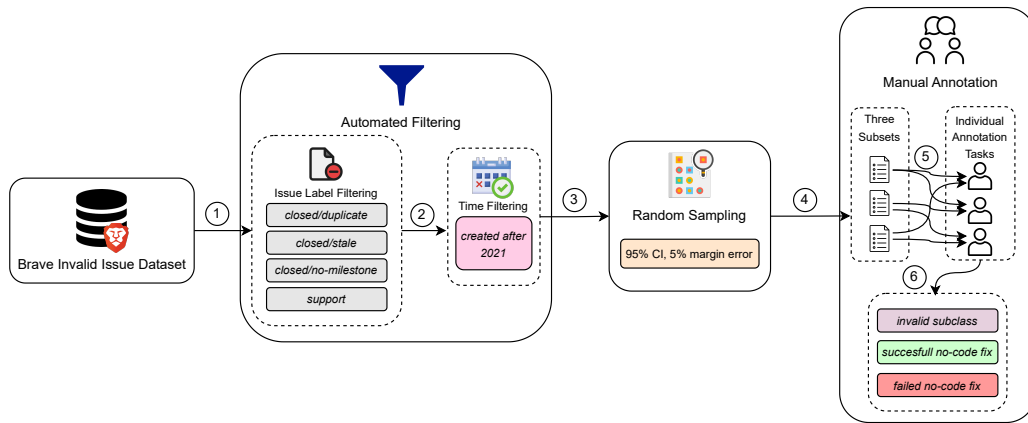 Brave Invalid Issue Dataset
1
Automated Filtering
Issue Label Filtering
closed/duplicate
closed/stale
closed/no-milestone
support
2
Time Filtering
created after
2021
3
Random Sampling
95% CI, 5% margin error
4
Manual Annotation
Three
Subsets
5
Individual
Annotation
Tasks
6
invalid subclass
succesfull no-code fix
failed no-code fix